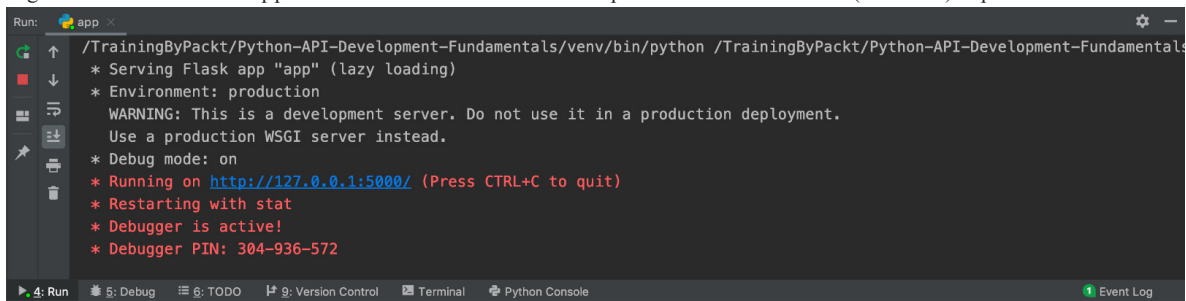 Run: app
/TrainingByPackt/Python-API-Development-Fundamentals/venv/bin/python /TrainingByPackt/Python-API-Development-Fundamentals
* Serving Flask app "app" (lazy loading)
* Environment: production
WARNING: This is a development server. Do not use it in a production deployment.
Use a production WSGI server instead.
* Debug mode: on
* Running on http://127.0.0.1:5000/ (Press CTRL+C to quit)
* Restarting with stat
* Debugger is active!
* Debugger PIN: 304-936-572
4: Run 5: Debug 6: TODO 9: Version Control Terminal Python Console 1 Event Log